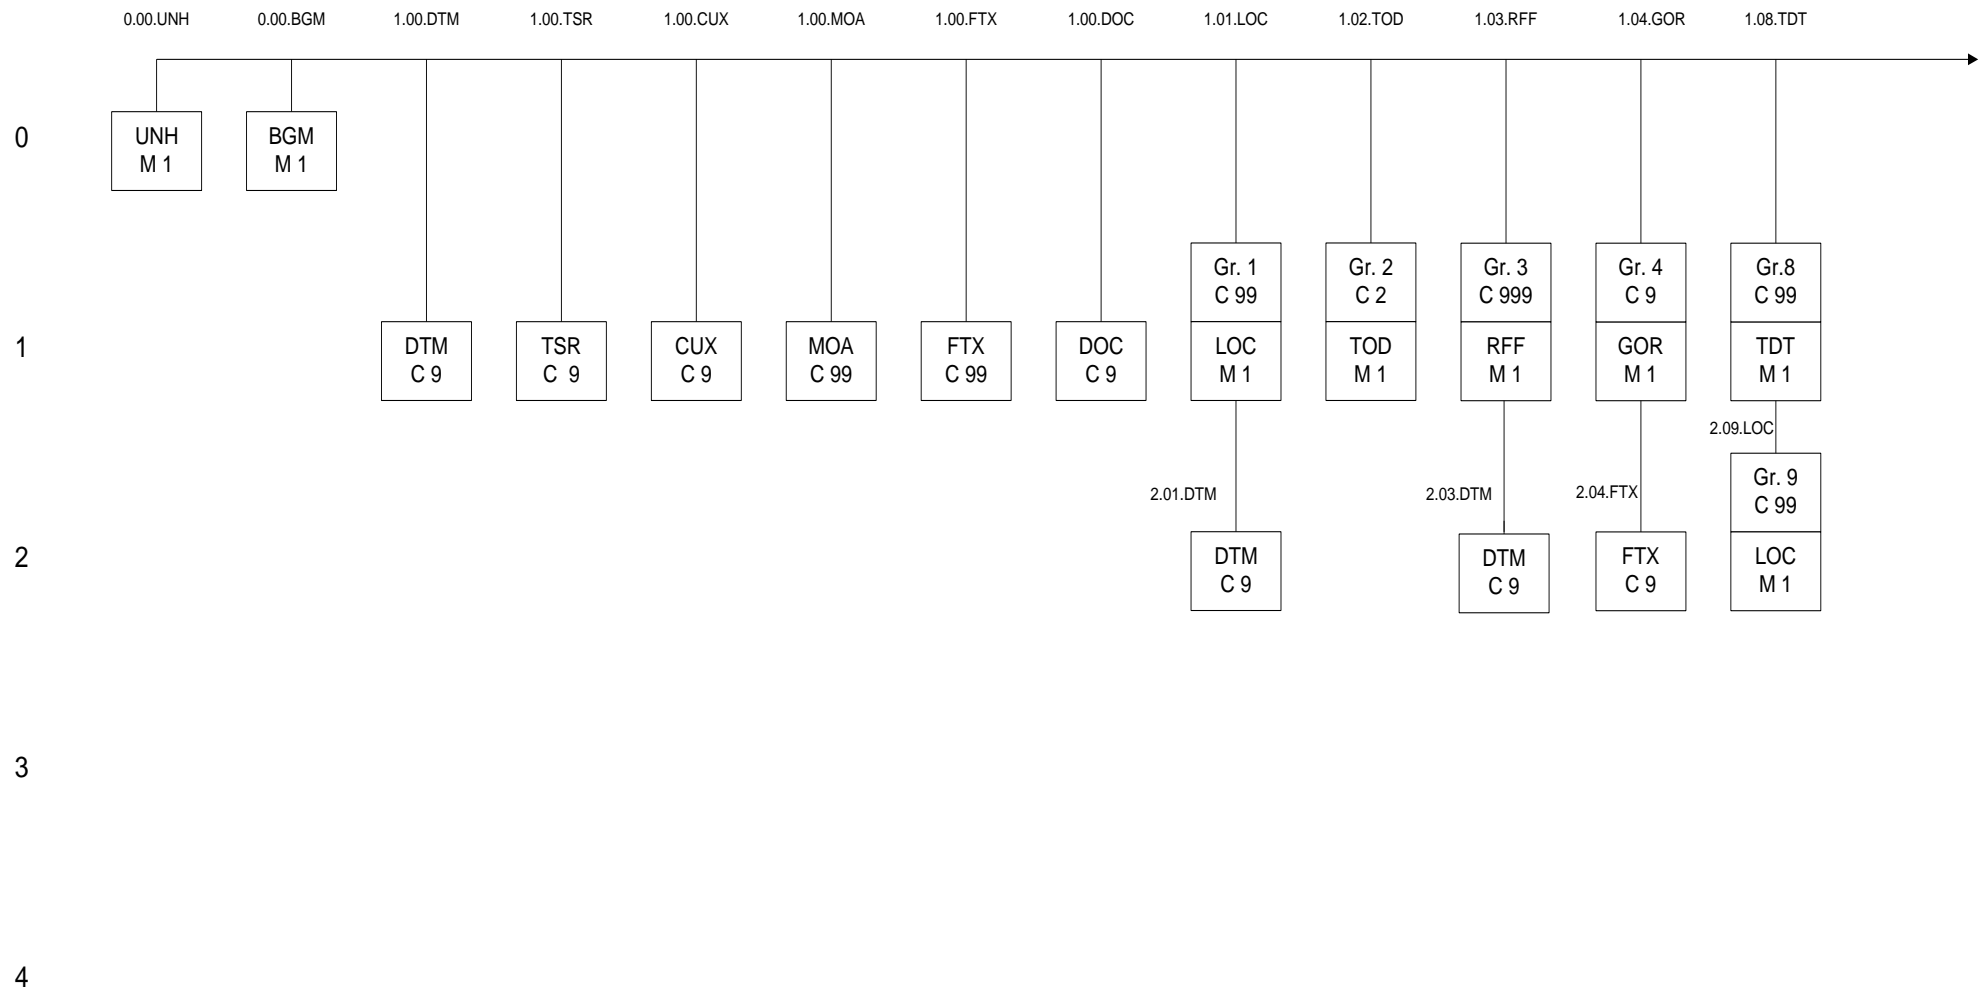 0.00.UNH 0.00.BGM 1.00.DTM 1.00.TSR 1.00.CUX 1.00.MOA 1.00.FTX 1.00.DOC 1.01.LOC 1.02.TOD 1.03.RFF 1.04.GOR 1.08.TDT
0
UNH BGM
M 1 M 1
Gr. 1 Gr. 2 Gr. 3 Gr. 4 Gr.8
C 99 C 2 C 999 C 9 C 99
1
DTM TSR CUX MOA FTX DOC LOC TOD RFF GOR TDT
C 9 C 9 C 9 C 99 C 99 C 9 M 1 M 1 M 1 M 1 M 1
2.09.LOC
Gr. 9
C 99
2.01.DTM 2.03.DTM 2.04.FTX
2
DTM DTM FTX LOC
C 9 C 9 C 9 M 1
3
4